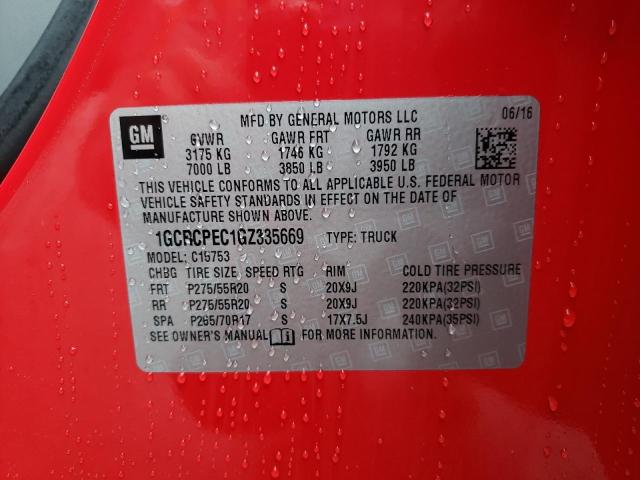 MFD BY GENERAL MOTORS LLC 06/16
GM
GVWR GAWR FRT GAWR RR
3175 KG 1746 KG 1792 KG
7000 LB 3850 LB 3950 LB
THIS VEHICLE CONFORMS TO ALL APPLICABLE U.S. FEDERAL MOTOR
VEHICLE SAFETY STANDARDS IN EFFECT ON THE DATE OF
MANUFACTURE SHOWN ABOVE.
1GCRCPEC1GZ335669 TYPE: TRUCK
MODEL: C15753
CHBG TIRE SIZE SPEED RTG RIM COLD TIRE PRESSURE
FRT P275/55R20 S 20X9J 220KPA(32PSI)
RR P275/55R20 S 20X9J 220KPA(32PSI)
SPA P265/70R17 S 17X7.5J 240KPA(35PSI)
SEE OWNER'S MANUAL FOR MORE INFORMATION.